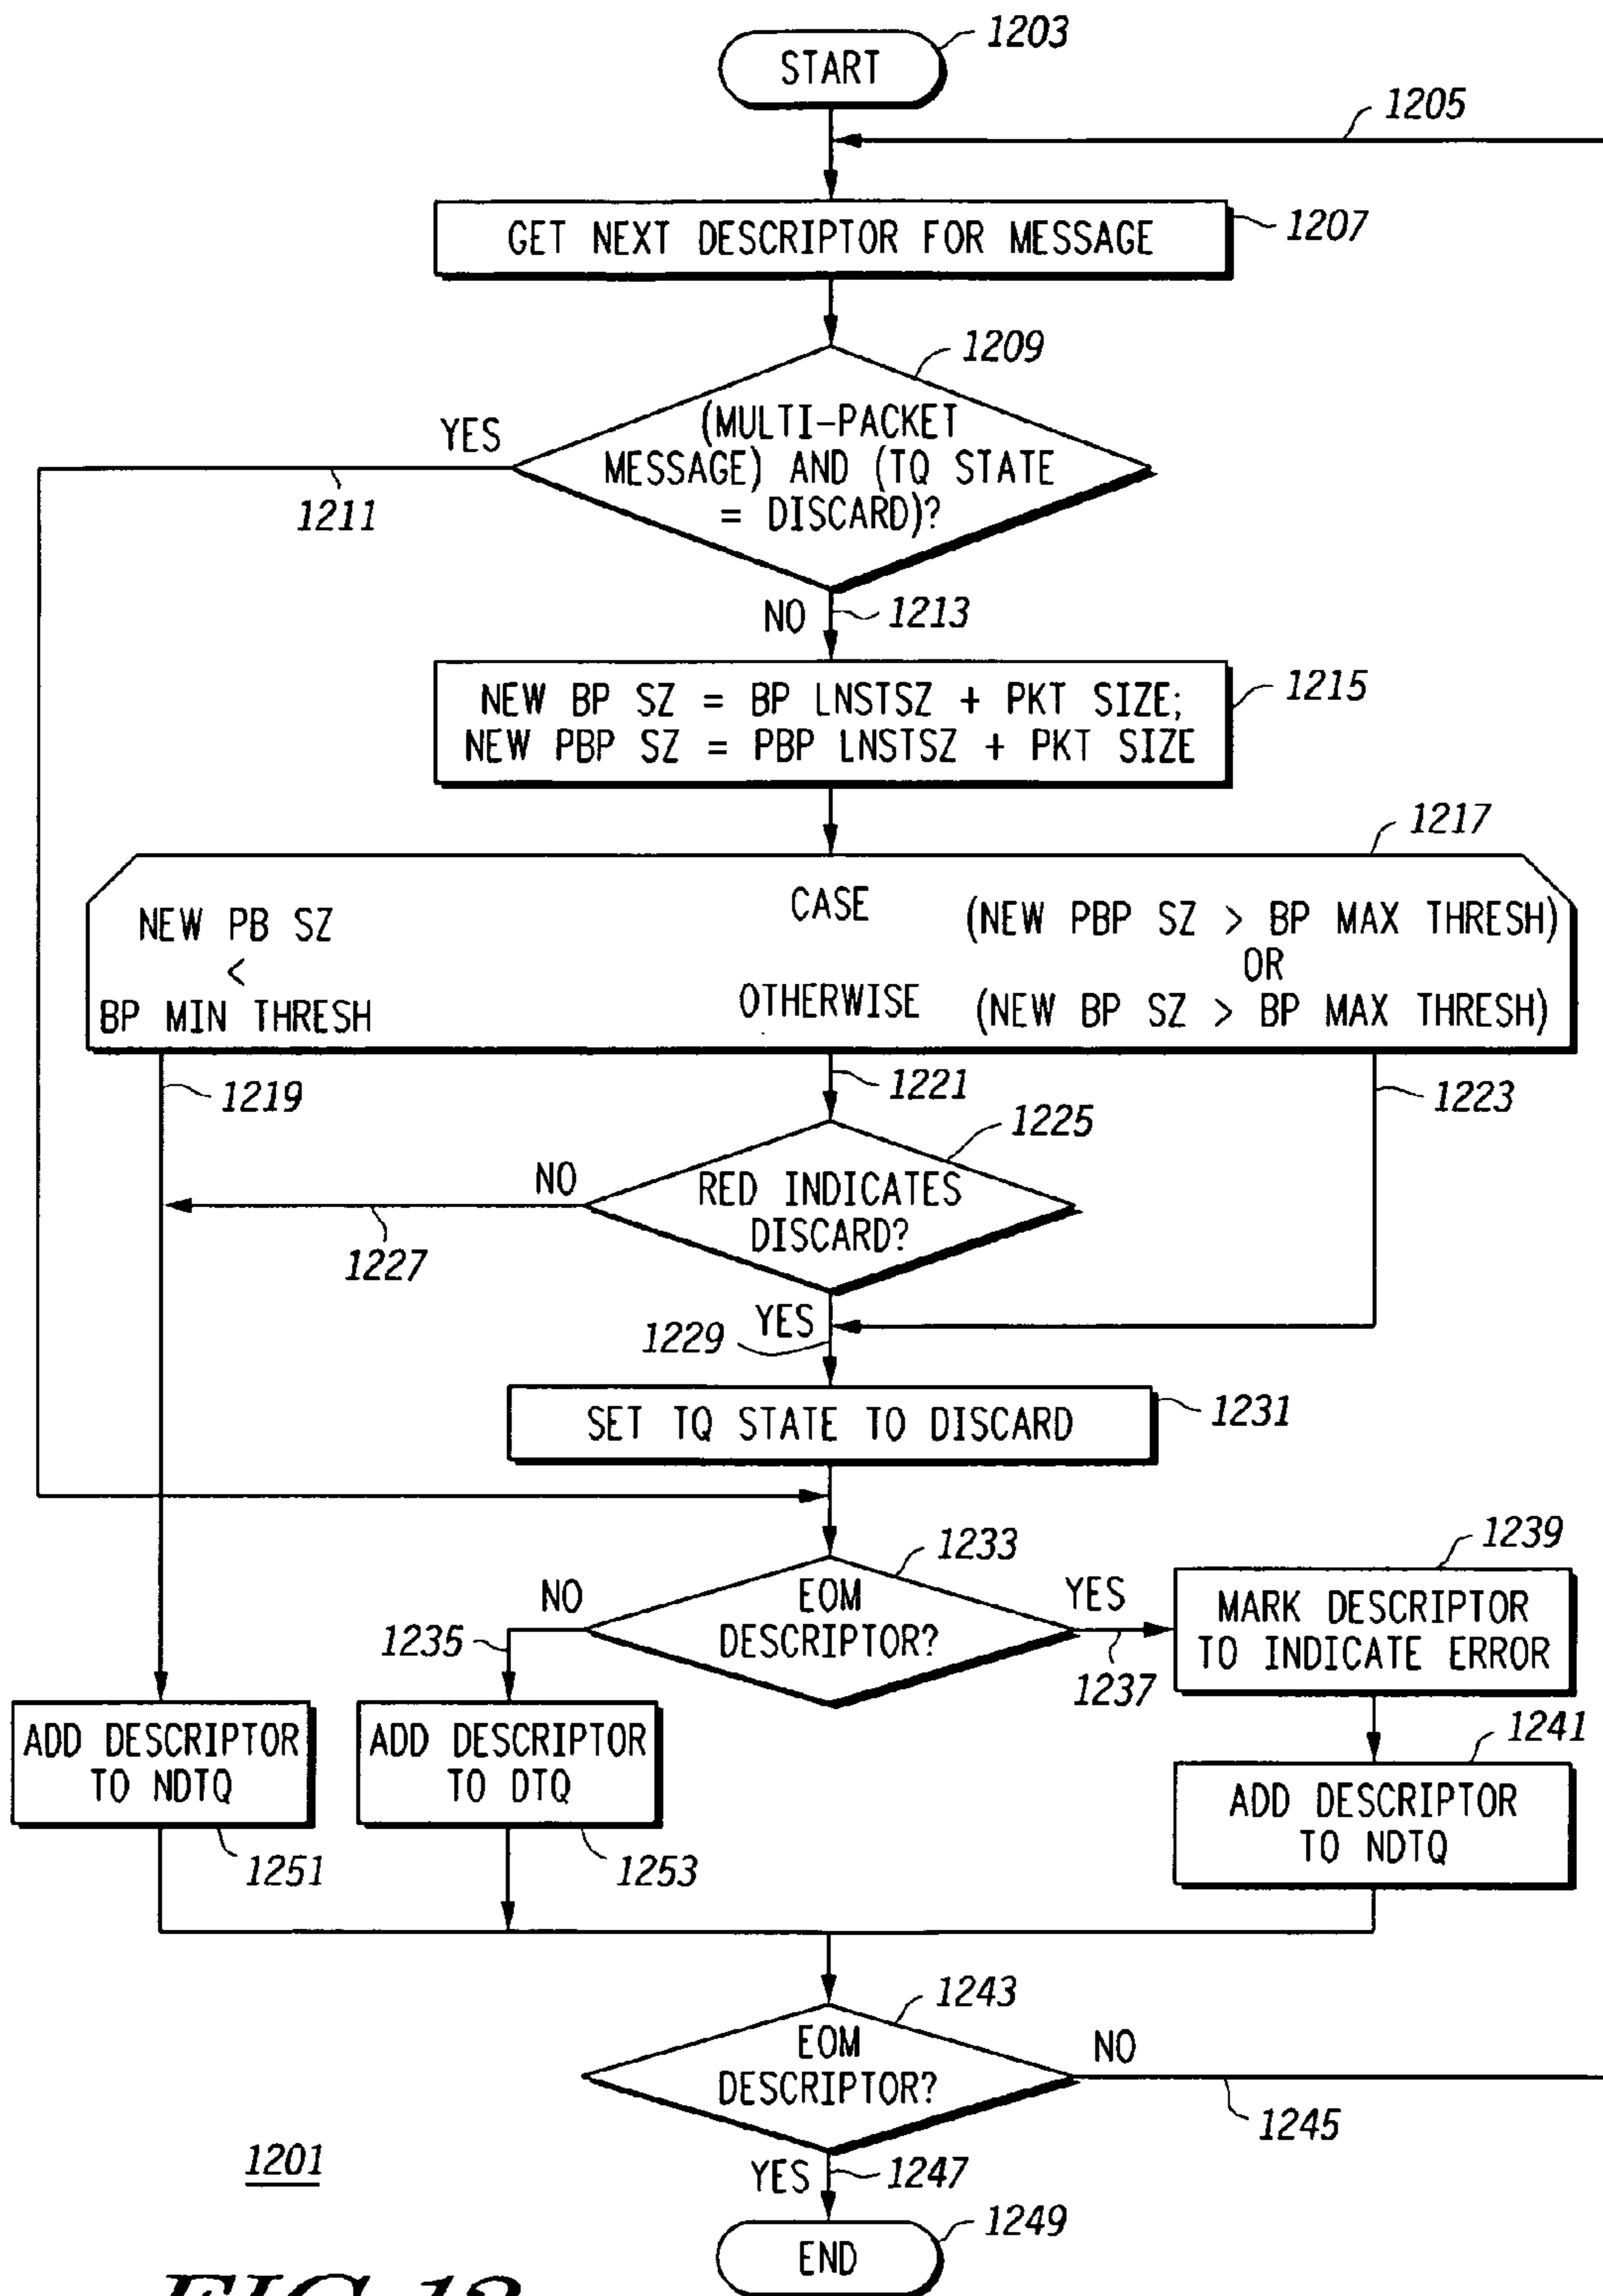 START
1203
1205
GET NEXT DESCRIPTOR FOR MESSAGE
1207
1209
(MULTI-PACKET
MESSAGE) AND (TQ STATE
= DISCARD)?
YES
1211
NO
1213
NEW BP SZ = BP LNSTSZ + PKT SIZE;
NEW PBP SZ = PBP LNSTSZ + PKT SIZE
1215
1217
NEW PB SZ
<
BP MIN THRESH
CASE
OTHERWISE
(NEW PBP SZ > BP MAX THRESH)
OR
(NEW BP SZ > BP MAX THRESH)
1219
1221
1223
1225
RED INDICATES
DISCARD?
NO
1227
YES
1229
SET TQ STATE TO DISCARD
1231
1233
EOM
DESCRIPTOR?
NO
1235
YES
1237
1239
MARK DESCRIPTOR
TO INDICATE ERROR
1241
ADD DESCRIPTOR
TO NDTQ
ADD DESCRIPTOR
TO NDTQ
1251
ADD DESCRIPTOR
TO DTQ
1253
1243
EOM
DESCRIPTOR?
NO
1245
YES
1247
1201
END
1249